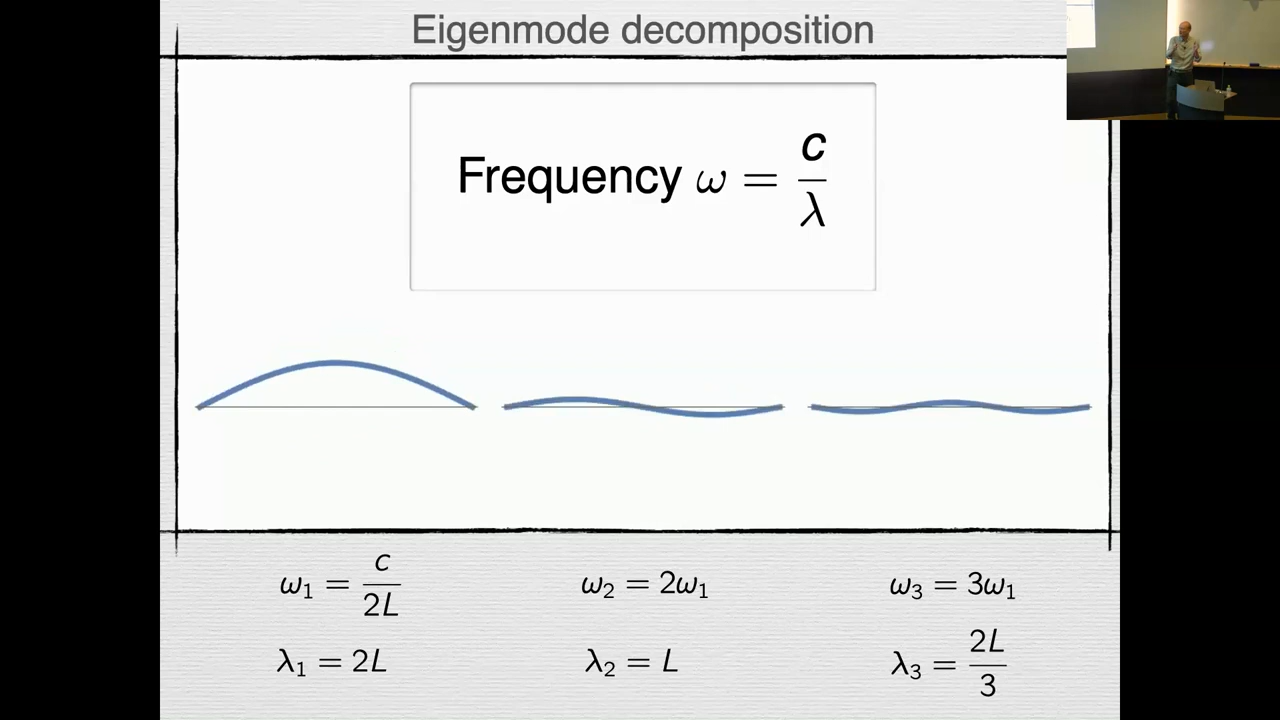 Eigenmode decomposition
Frequency ω = c/λ
ω₁ = c/2L
ω₂ = 2ω₁
ω₃ = 3ω₁
λ₁ = 2L
λ₂ = L
λ₃ = 2L/3